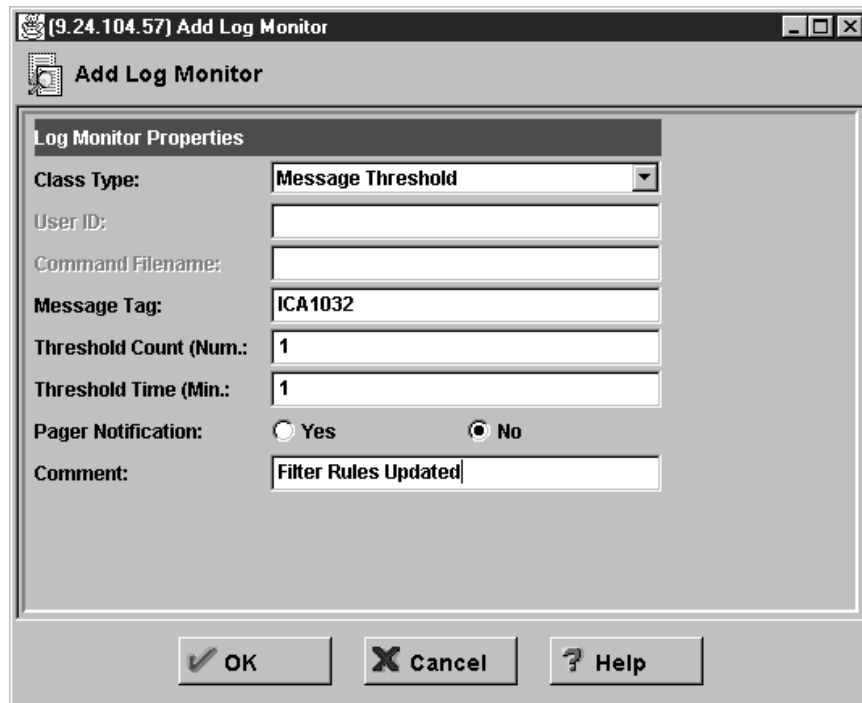 (9.24.104.57) Add Log Monitor
Add Log Monitor
Log Monitor Properties
Class Type: Message Threshold
User ID:
Command Filename:
Message Tag: ICA1032
Threshold Count (Num.: 1
Threshold Time (Min.: 1
Pager Notification: Yes No
Comment: Filter Rules Updated
OK Cancel ? Help